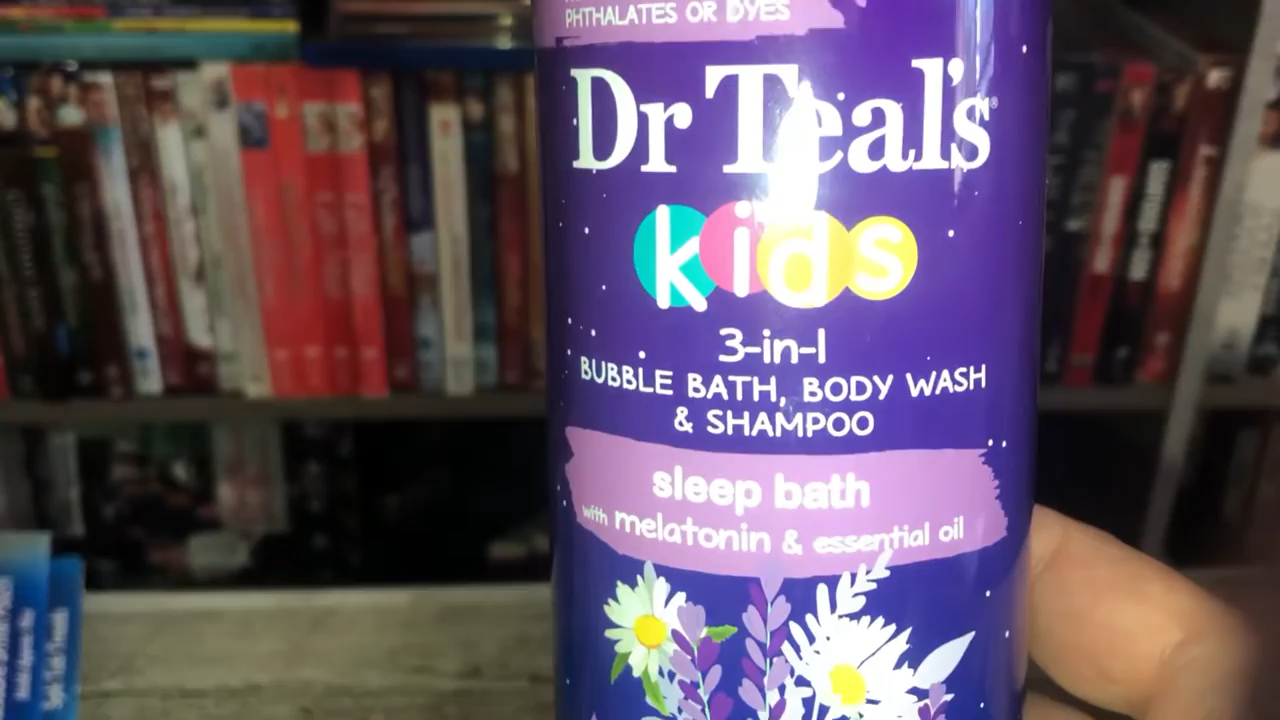 PHTHALATES OR DYES
Dr Teal's®
kids
3-in-1
BUBBLE BATH, BODY WASH
& SHAMPOO
sleep bath
with melatonin & essential oil